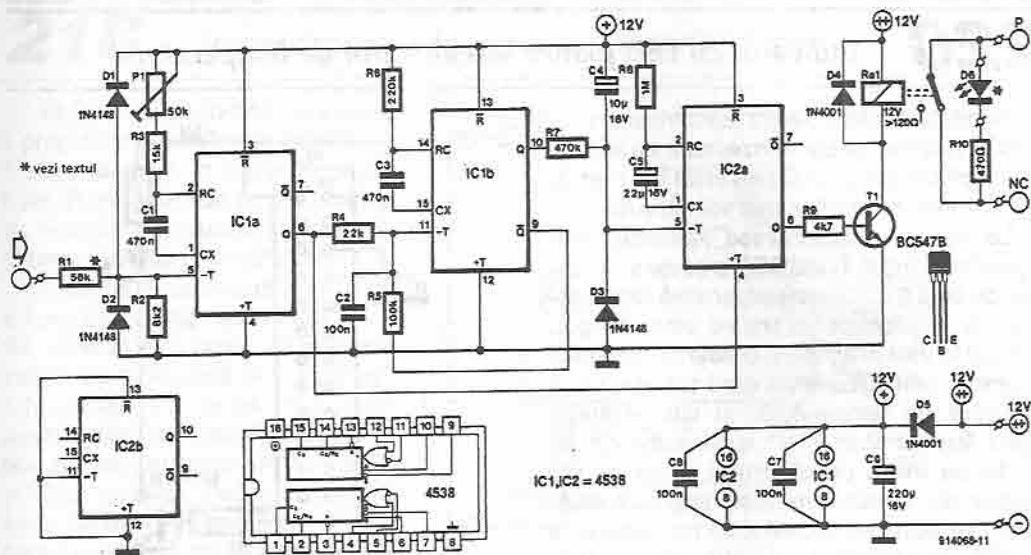 12V
12V
P
D1
1N4148
P1
50k
R3
15k
* vezi textul
C1
470n
R1
56k
*
D2
1N4148
R2
8k2
3
R
2
RC
1
CX
5
-T
IC1a
Q
7
Q
6
+T
4
R4
22k
C2
100n
R5
100k
R6
220k
C3
470n
13
R
14
RC
15
CX
11
-T
IC1b
Q
10
Q
9
+T
12
R7
470k
C4
10µ
16V
D3
1N4148
R8
1M
C5
22µ 16V
3
R
2
RC
1
CX
5
-T
IC2a
Q
7
Q
6
+T
4
R9
4k7
T1
BC547B
C
B
E
D4
1N4001
Re1
12V
>120Ω
D6
*
R10
470Ω
NC
13
R
14
RC
15
CX
11
-T
IC2b
Q
10
Q
9
+T
12
16 15 14 13 12 11 10 9
4538
1 2 3 4 5 6 7 8
IC1,IC2 = 4538
12V
12V
D5
1N4001
C8
100n
16
IC2
8
C7
100n
16
IC1
8
C6
220µ
16V
914068-11